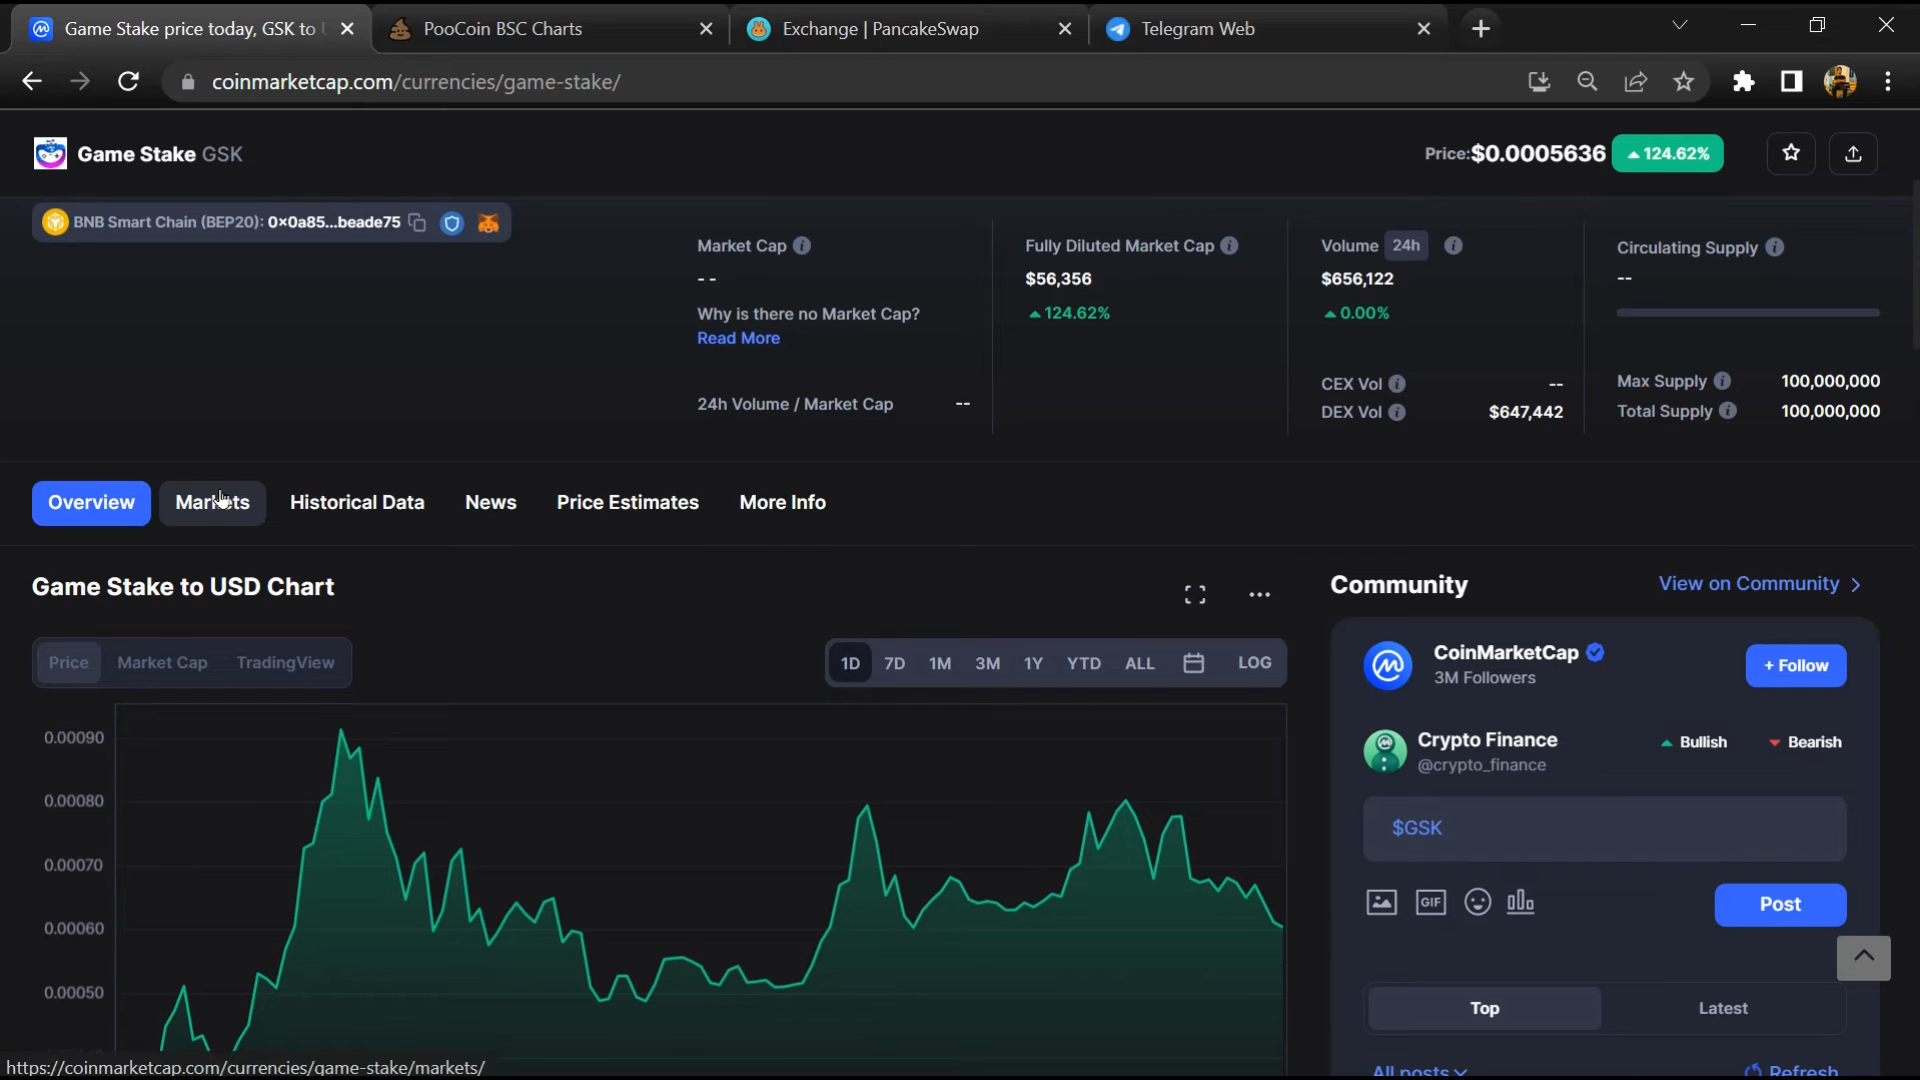 Game Stake price today, GSK to
PooCoin BSC Charts
Exchange | PancakeSwap
Telegram Web
coinmarketcap.com/currencies/game-stake/
Game Stake GSK
Price:$0.0005636
124.62%
BNB Smart Chain (BEP20): 0x0a85...beade75
Market Cap
- -
Why is there no Market Cap?
Read More
24h Volume / Market Cap --
Fully Diluted Market Cap
$56,356
124.62%
Volume 24h
$656,122
0.00%
CEX Vol --
DEX Vol $647,442
Circulating Supply
--
Max Supply 100,000,000
Total Supply 100,000,000
Overview Markets Historical Data News Price Estimates More Info
Game Stake to USD Chart
Price Market Cap TradingView
1D 7D 1M 3M 1Y YTD ALL LOG
0.00090
0.00080
0.00070
0.00060
0.00050
Community
View on Community
CoinMarketCap
3M Followers
+ Follow
Crypto Finance
@crypto_finance
Bullish Bearish
$GSK
GIF
Post
Top Latest
All posts Refresh
https://coinmarketcap.com/currencies/game-stake/markets/